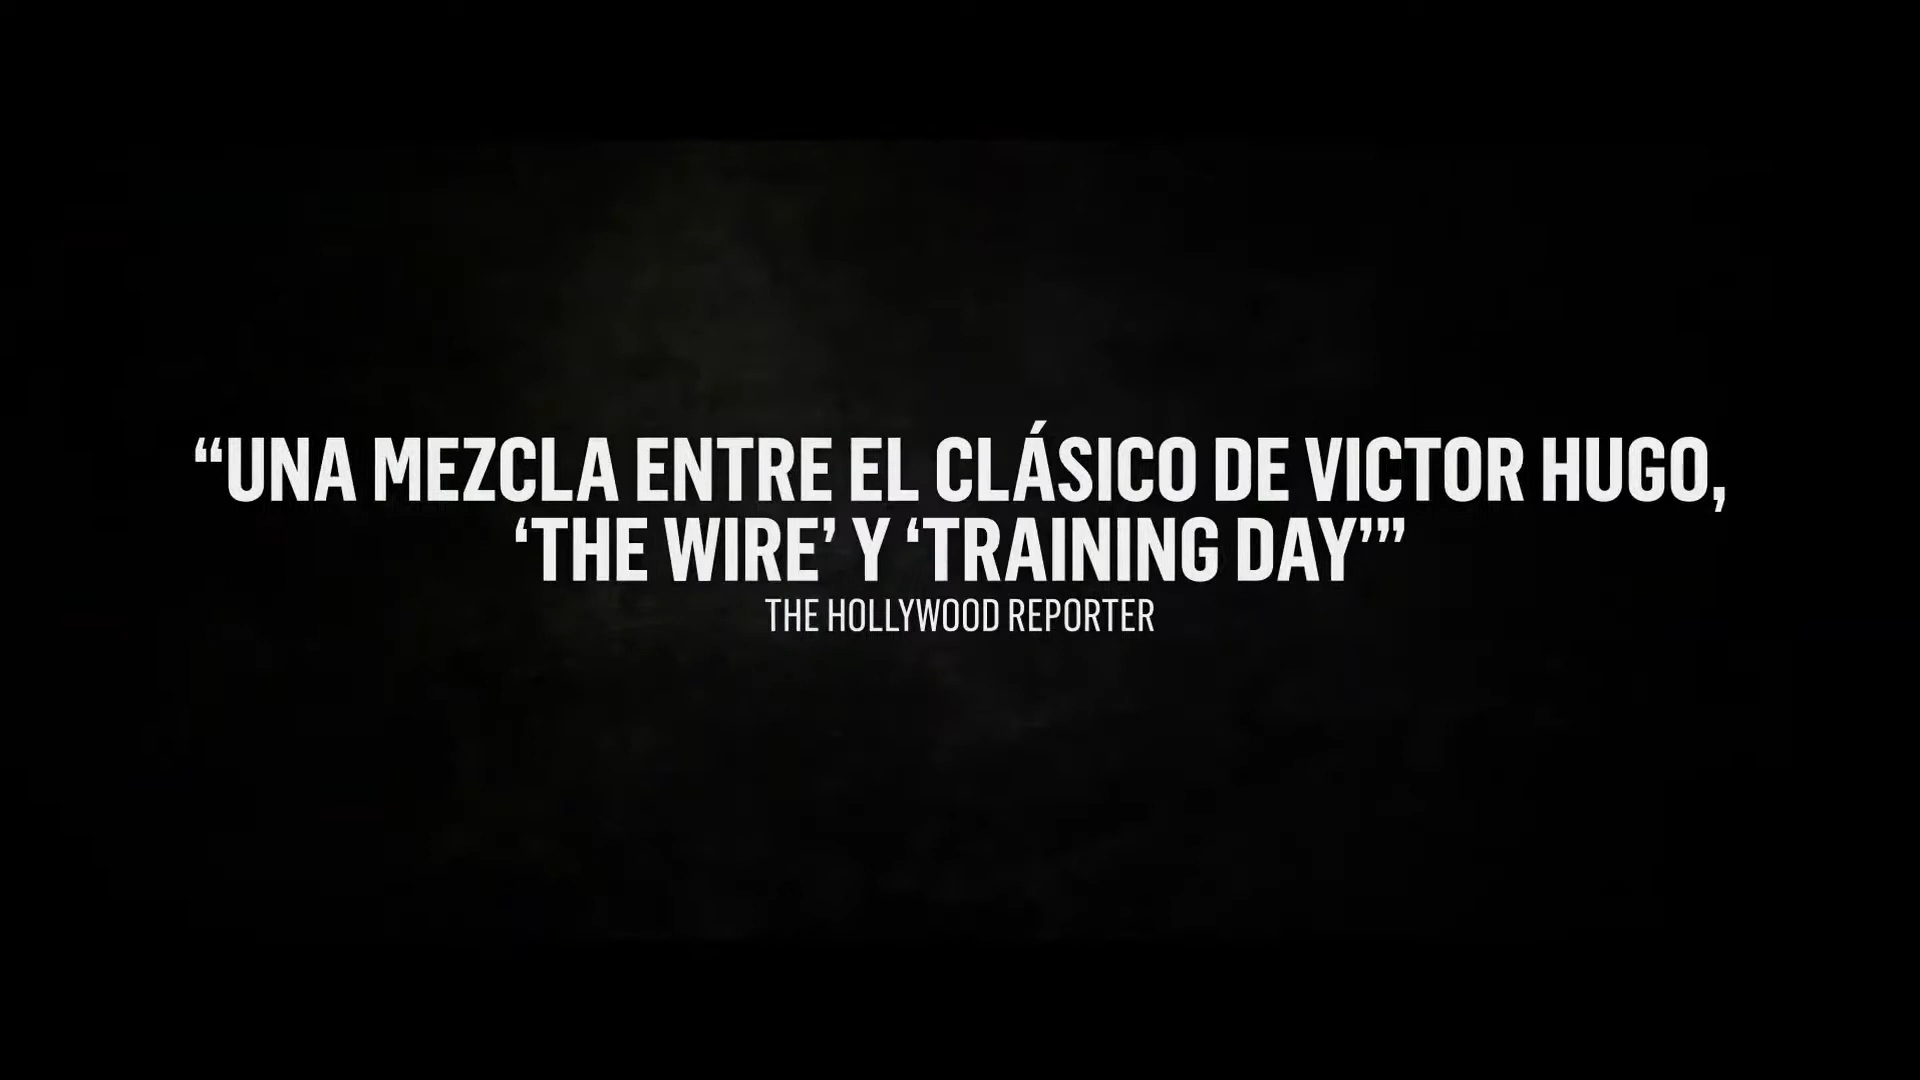 “UNA MEZCLA ENTRE EL CLÁSICO DE VICTOR HUGO,
‘THE WIRE’ Y ‘TRAINING DAY’”
THE HOLLYWOOD REPORTER